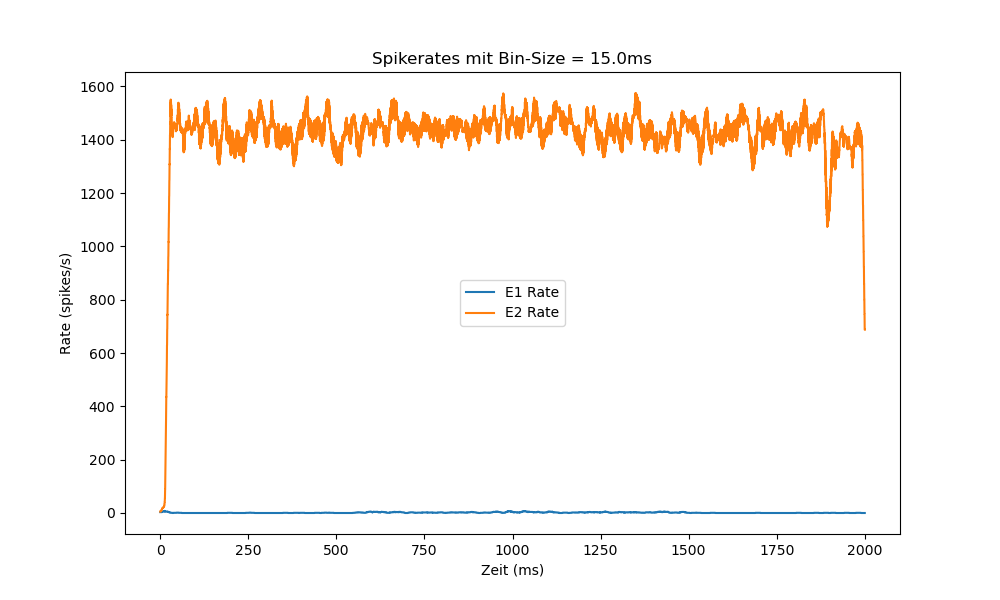 Spikerates mit Bin-Size = 15.0ms
1600
1400
1200
1000
800
600
400
200
0
Rate (spikes/s)
E1 Rate
E2 Rate
0 250 500 750 1000 1250 1500 1750 2000
Zeit (ms)